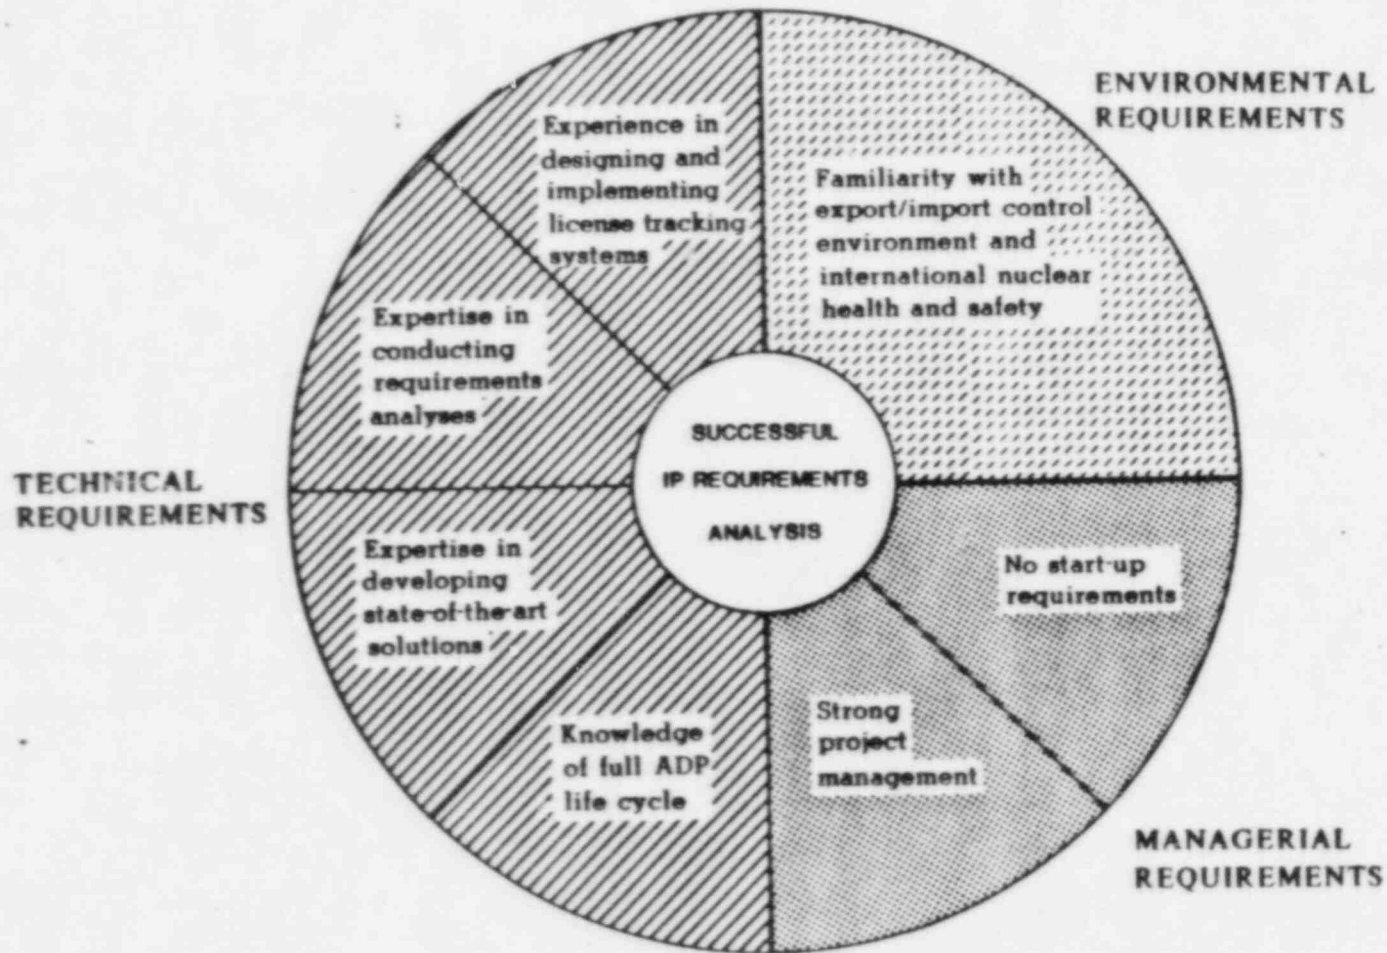 ENVIRONMENTAL
REQUIREMENTS
Experience in
designing and
implementing
license tracking
systems
Familiarity with
export/import control
environment and
international nuclear
health and safety
Expertise in
conducting
requirements
analyses
SUCCESSFUL
IP REQUIREMENTS
ANALYSIS
TECHNICAL
REQUIREMENTS
Expertise in
developing
state-of-the-art
solutions
No start-up
requirements
Knowledge
of full ADP
life cycle
Strong
project
management
MANAGERIAL
REQUIREMENTS